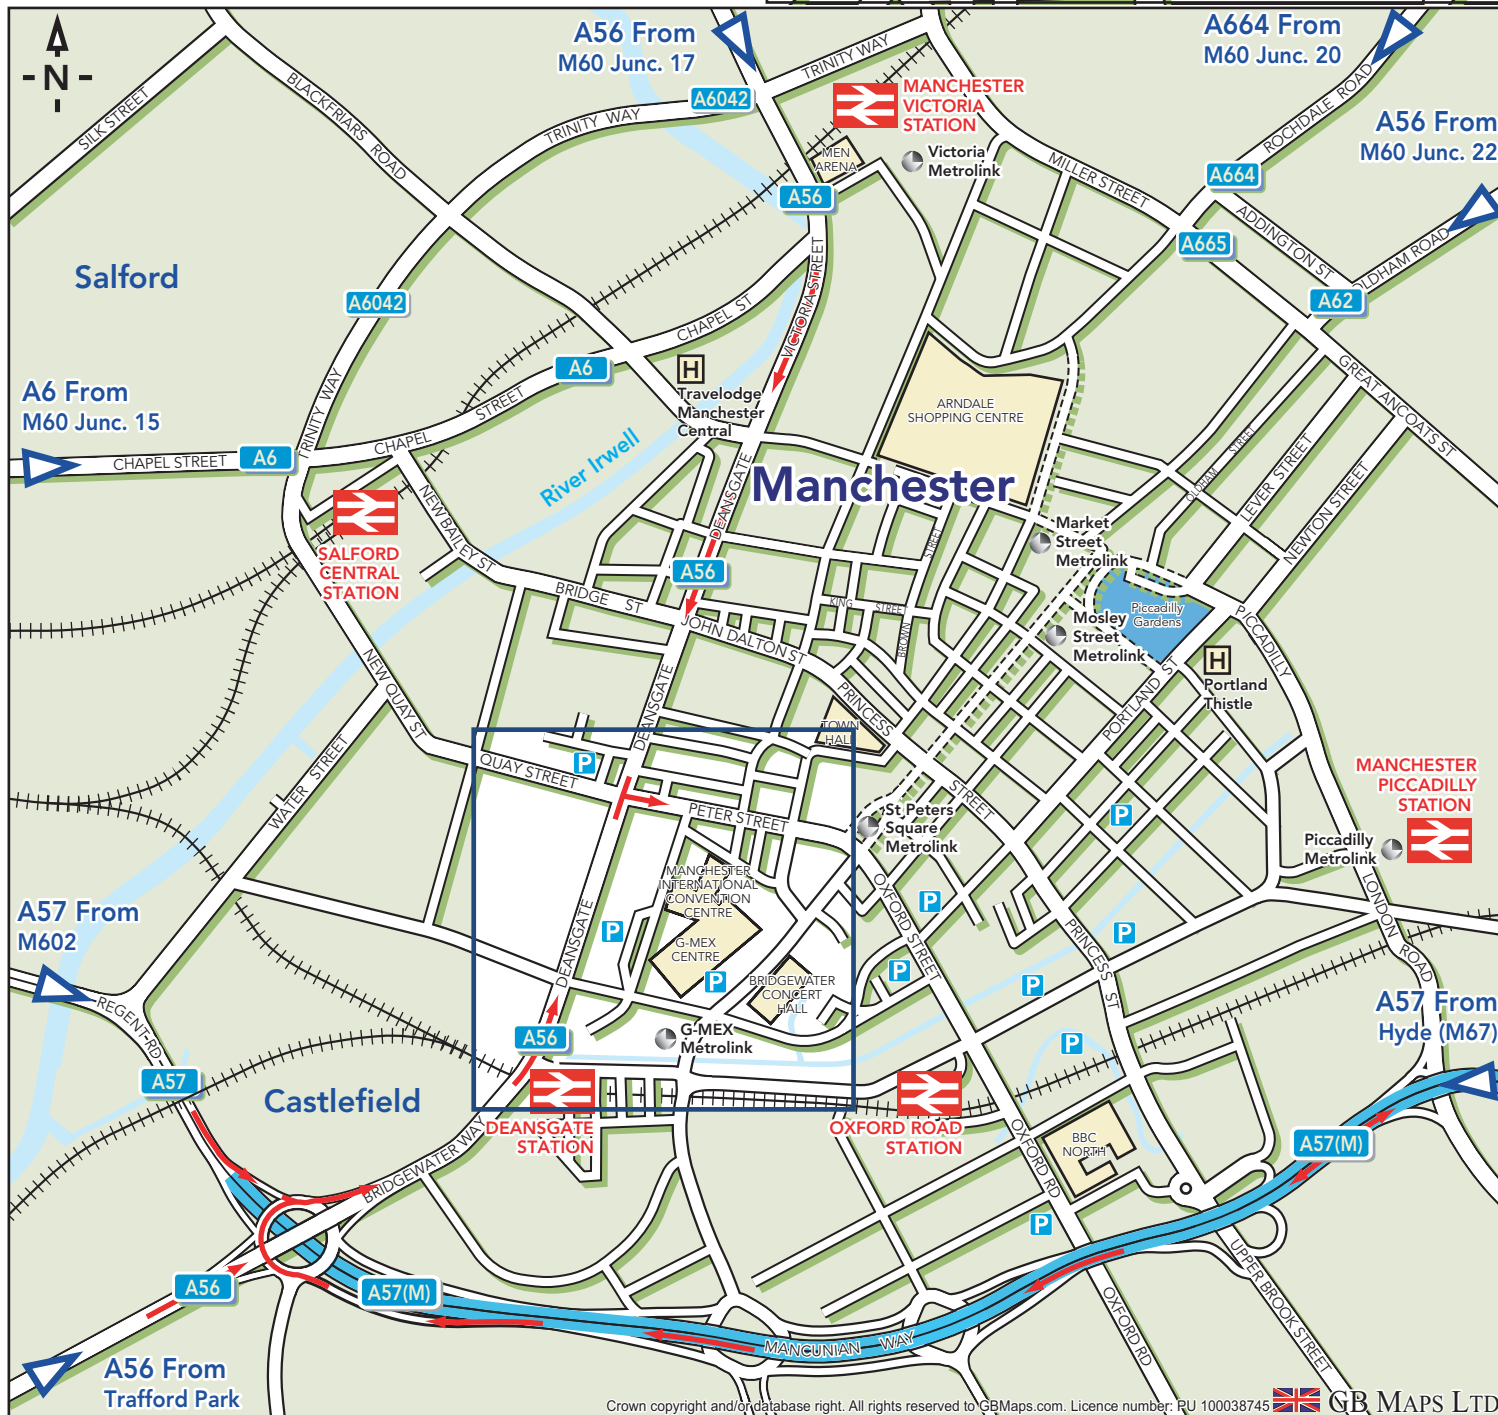 A56 From
M60 Junc. 17
A664 From
M60 Junc. 20
A56 From
M60 Junc. 22
N
SILK STREET
BLACKFRIARS ROAD
TRINITY WAY
A6042
TRINITY WAY
MANCHESTER
VICTORIA
STATION
MEN
ARENA
Victoria
Metrolink
A56
MILLER STREET
ROCHDALE ROAD
A664
ADDINGTON ST
A665
OLDHAM ROAD
A62
GREAT ANCOATS ST
Salford
A6042
TRINITY WAY
VICTORIA STREET
CHAPEL ST
A6
STREET
CHAPEL
A6 From
M60 Junc. 15
CHAPEL STREET
A6
H
Travelodge
Manchester
Central
River Irwell
ARNDALE
SHOPPING CENTRE
Manchester
DEANSGATE
A56
OLDHAM STREET
LEVER STREET
NEWTON STREET
SALFORD
CENTRAL
STATION
NEW BAILEY ST
BRIDGE ST
JOHN DALTON ST
KING STREET
STREET
BROWN
Market
Street
Metrolink
Mosley
Street
Metrolink
Piccadilly
Gardens
PICCADILLY
H
Portland
Thistle
PORTLAND ST
NEW QUAY ST
WATER STREET
DEANSGATE
PRINCESS
STREET
TOWN
HALL
QUAY STREET
P
PETER STREET
St Peters
Square
Metrolink
P
MANCHESTER
PICCADILLY
STATION
Piccadilly
Metrolink
LONDON ROAD
MANCHESTER
INTERNATIONAL
CONVENTION
CENTRE
G-MEX
CENTRE
P
P
BRIDGEWATER
CONCERT
HALL
DEANSGATE
OXFORD STREET
P
P
P
P
P
PRINCESS ST
A57 From
M602
REGENT RD
A57
A57 From
Hyde (M67)
A56
G-MEX
Metrolink
Castlefield
DEANSGATE
STATION
OXFORD ROAD
STATION
BBC
NORTH
A57(M)
BRIDGEWATER WAY
OXFORD RD
P
UPPER BROOK STREET
A56
A57(M)
MANCUNIAN WAY
OXFORD RD
A56 From
Trafford Park
Crown copyright and/or database right. All rights reserved to GBMaps.com. Licence number: PU 100038745
GB MAPS LTD